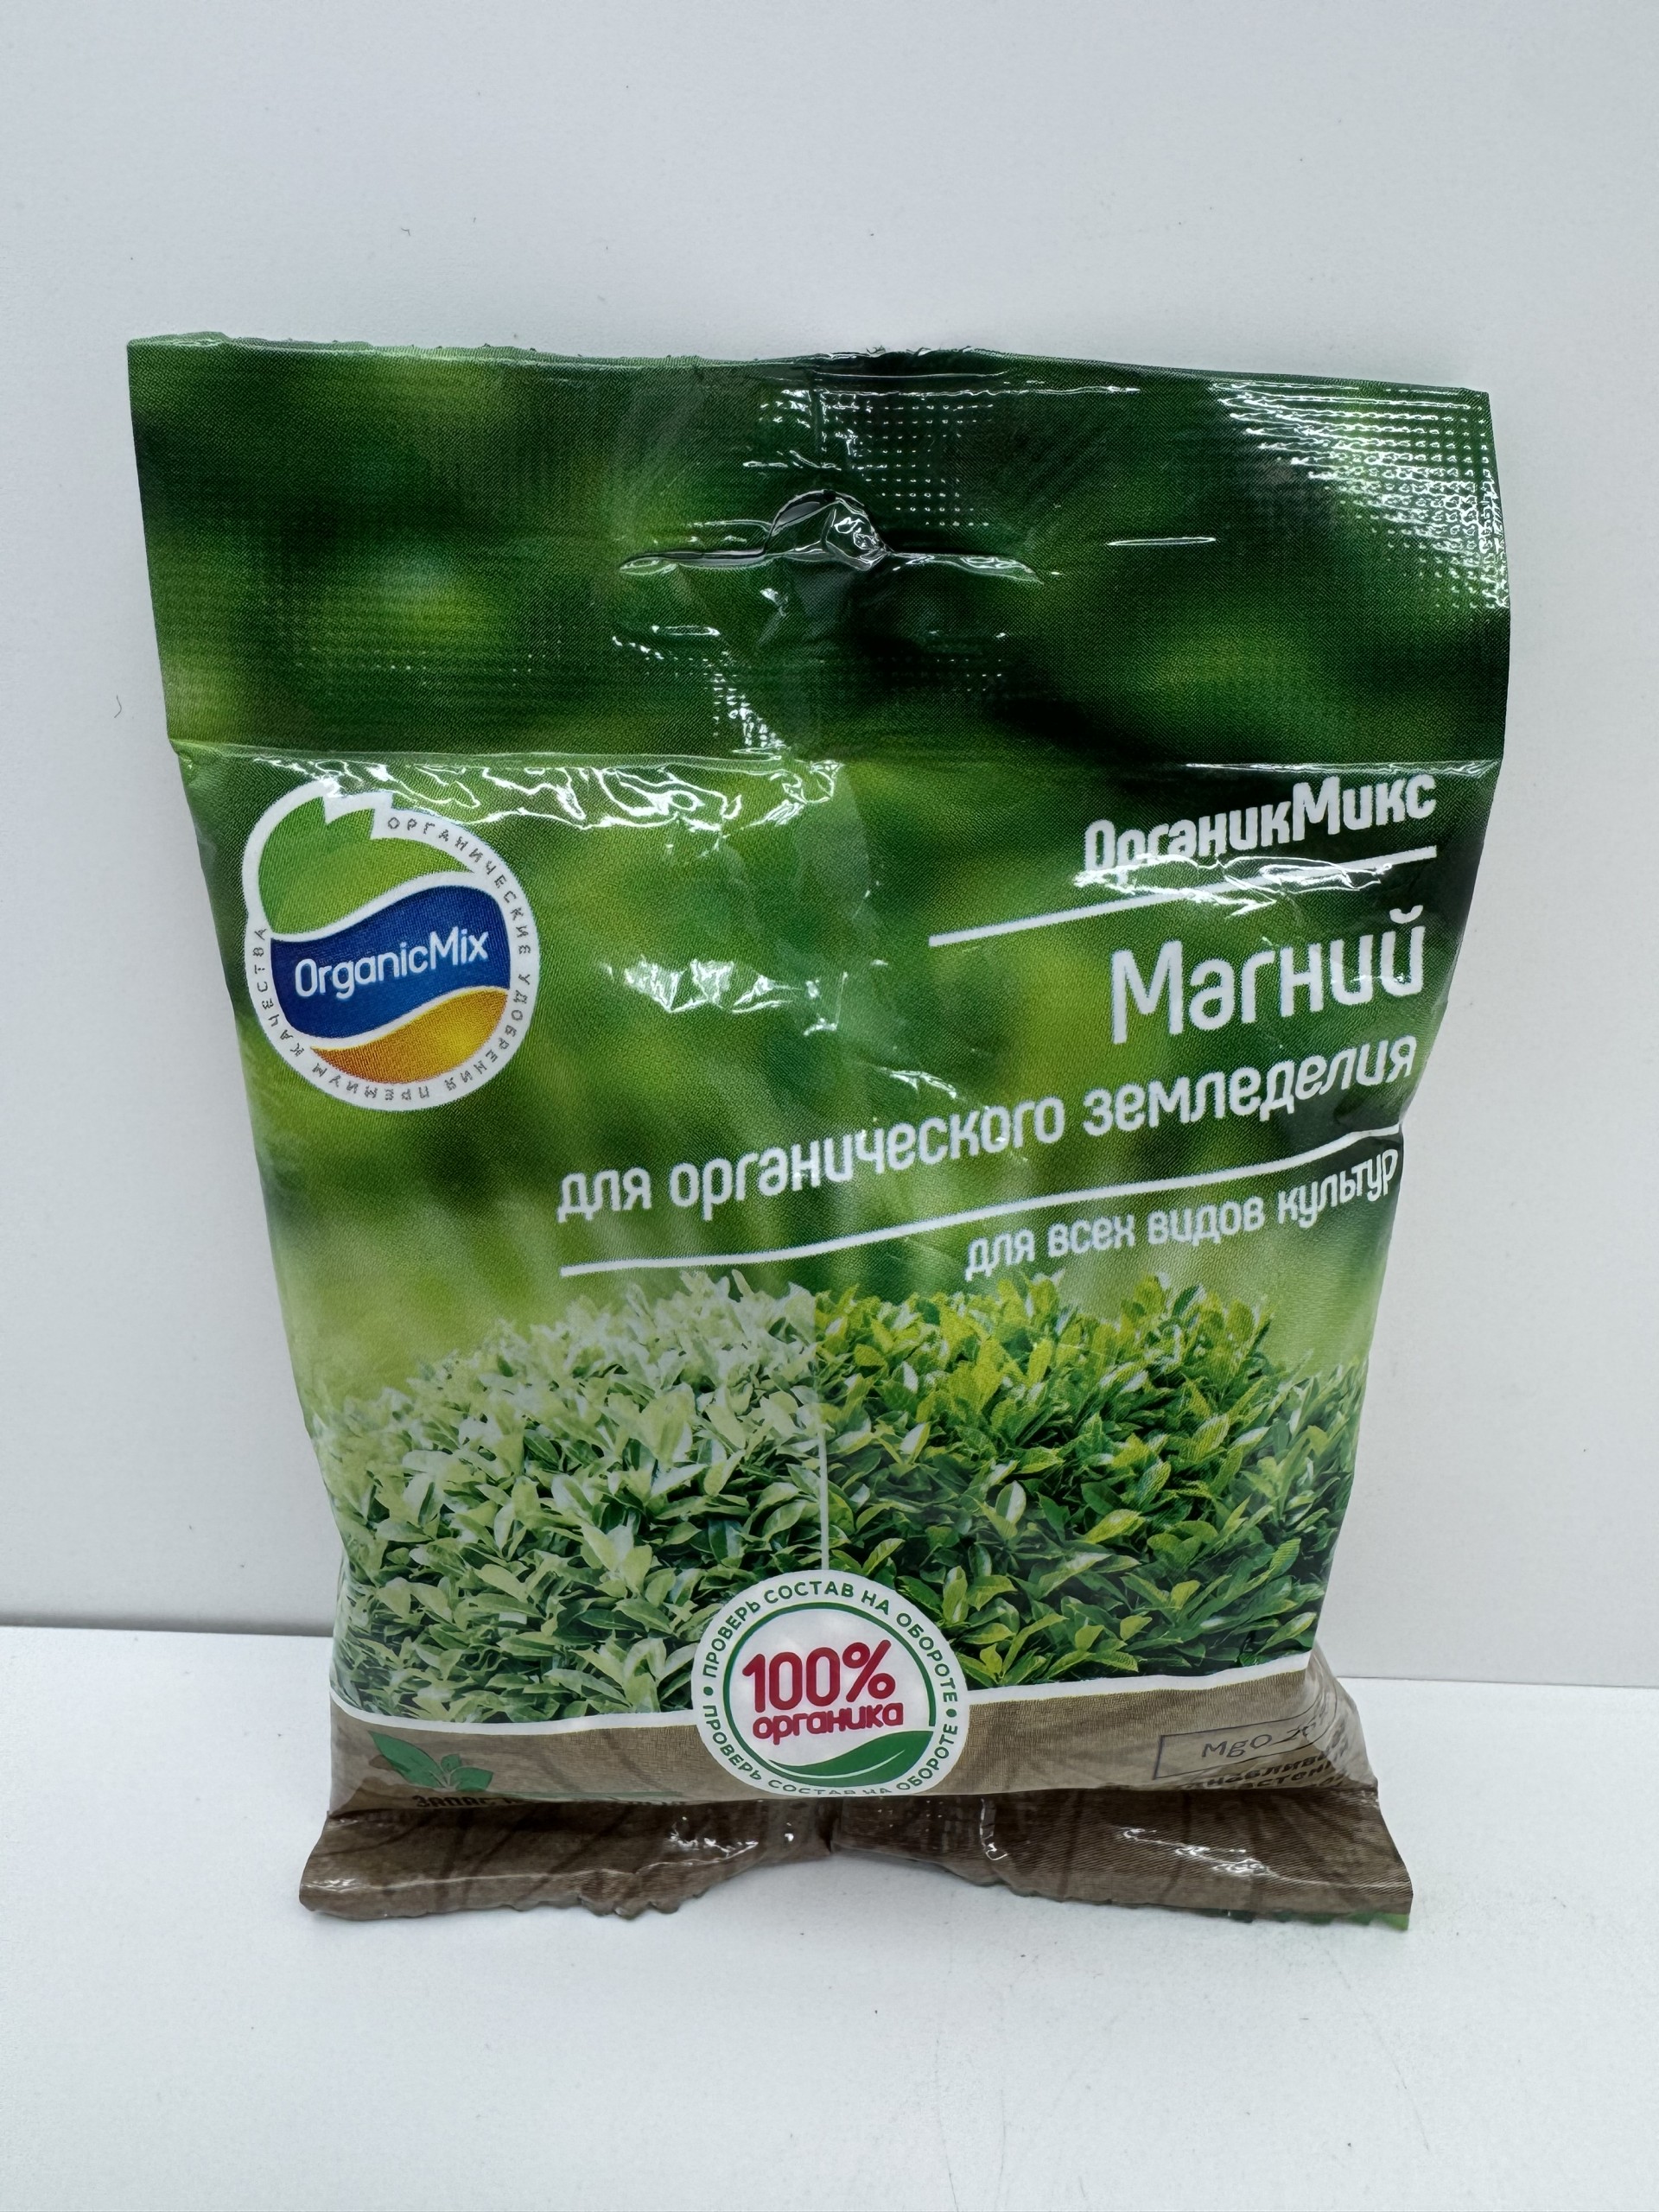 ОрганикМикс
ОРГАНИЧЕСКИЕ УДОБРЕНИЯ ПРЕМИУМ КАЧЕСТВА
OrganicMix
Магний
для органического земледелия
для всех видов культур
ПРОВЕРЬ СОСТАВ НА ОБОРОТЕ
100%
органика
ПРОВЕРЬ СОСТАВ НА ОБОРОТЕ
MgO